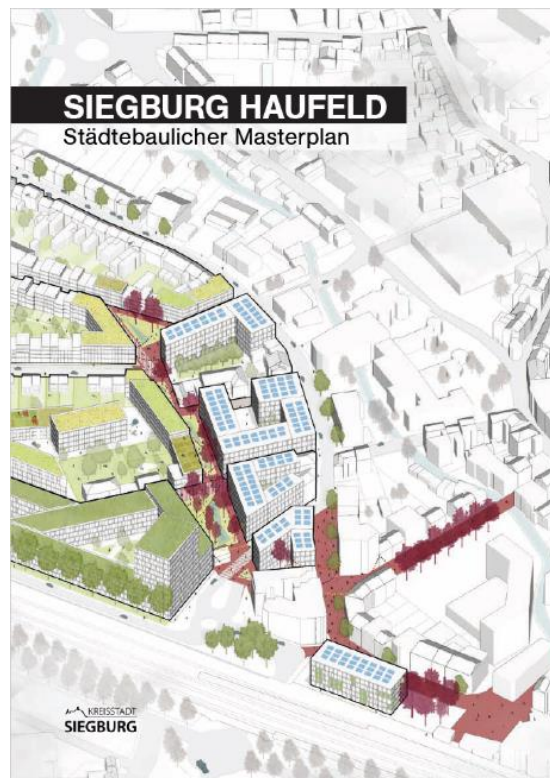 SIEGBURG HAUFELD
Städtebaulicher Masterplan
KREISSTADT
SIEGBURG